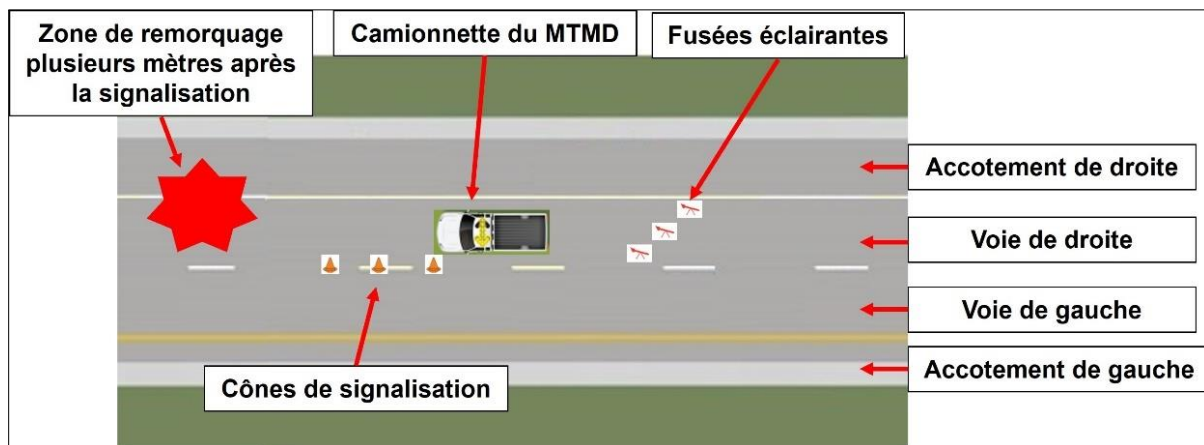 Zone de remorquage
plusieurs mètres après
la signalisation
Camionnette du MTMD
Fusées éclairantes
Accotement de droite
Voie de droite
Voie de gauche
Accotement de gauche
Cônes de signalisation